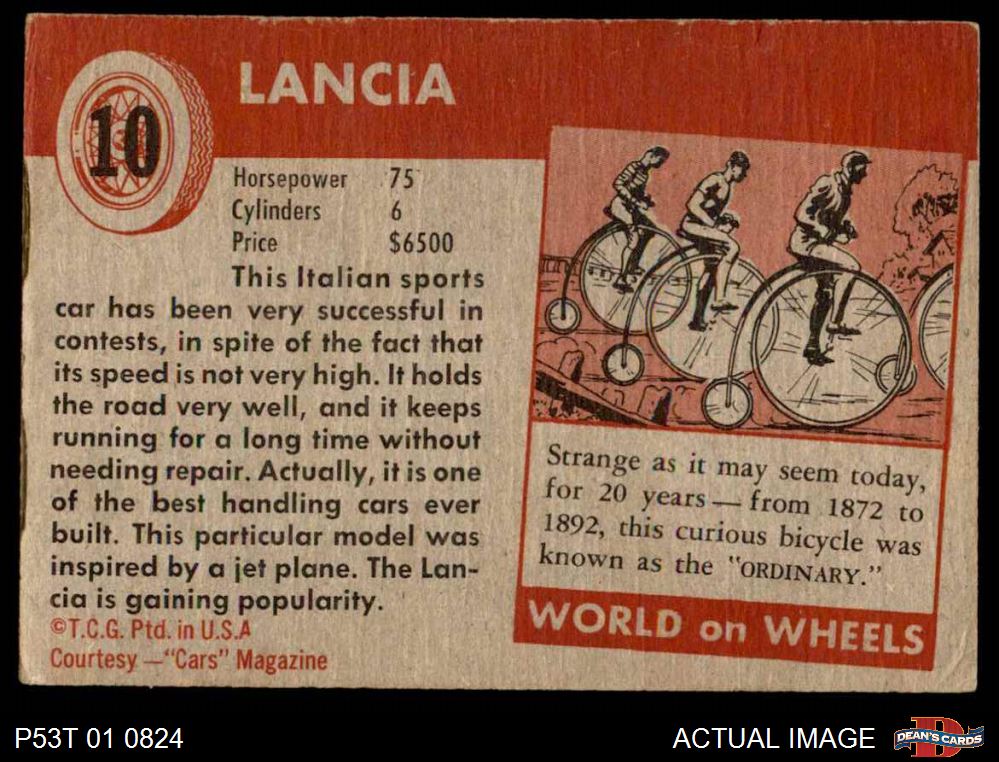 10
LANCIA
Horsepower 75
Cylinders 6
Price $6500
This Italian sports
car has been very successful in
contests, in spite of the fact that
its speed is not very high. It holds
the road very well, and it keeps
running for a long time without
needing repair. Actually, it is one
of the best handling cars ever
built. This particular model was
inspired by a jet plane. The Lan-
cia is gaining popularity.
©T.C.G. Ptd. in U.S.A
Courtesy —"Cars" Magazine
Strange as it may seem today,
for 20 years — from 1872 to
1892, this curious bicycle was
known as the "ORDINARY."
WORLD on WHEELS
P53T 01 0824
ACTUAL IMAGE
DEAN'S CARDS